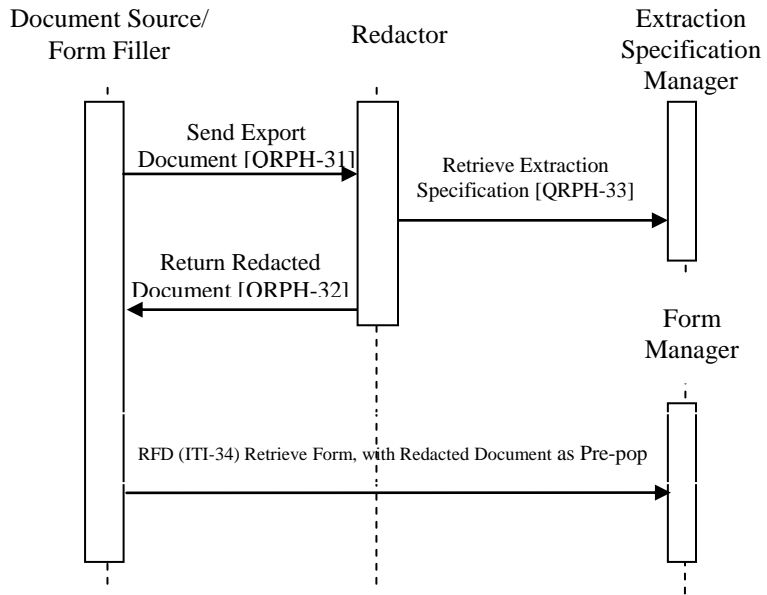 Document Source/
Form Filler
Redactor
Extraction
Specification
Manager
Send Export
Document [QRPH-31]
Retrieve Extraction
Specification [QRPH-33]
Return Redacted
Document [QRPH-32]
Form
Manager
RFD (ITI-34) Retrieve Form, with Redacted Document as Pre-pop